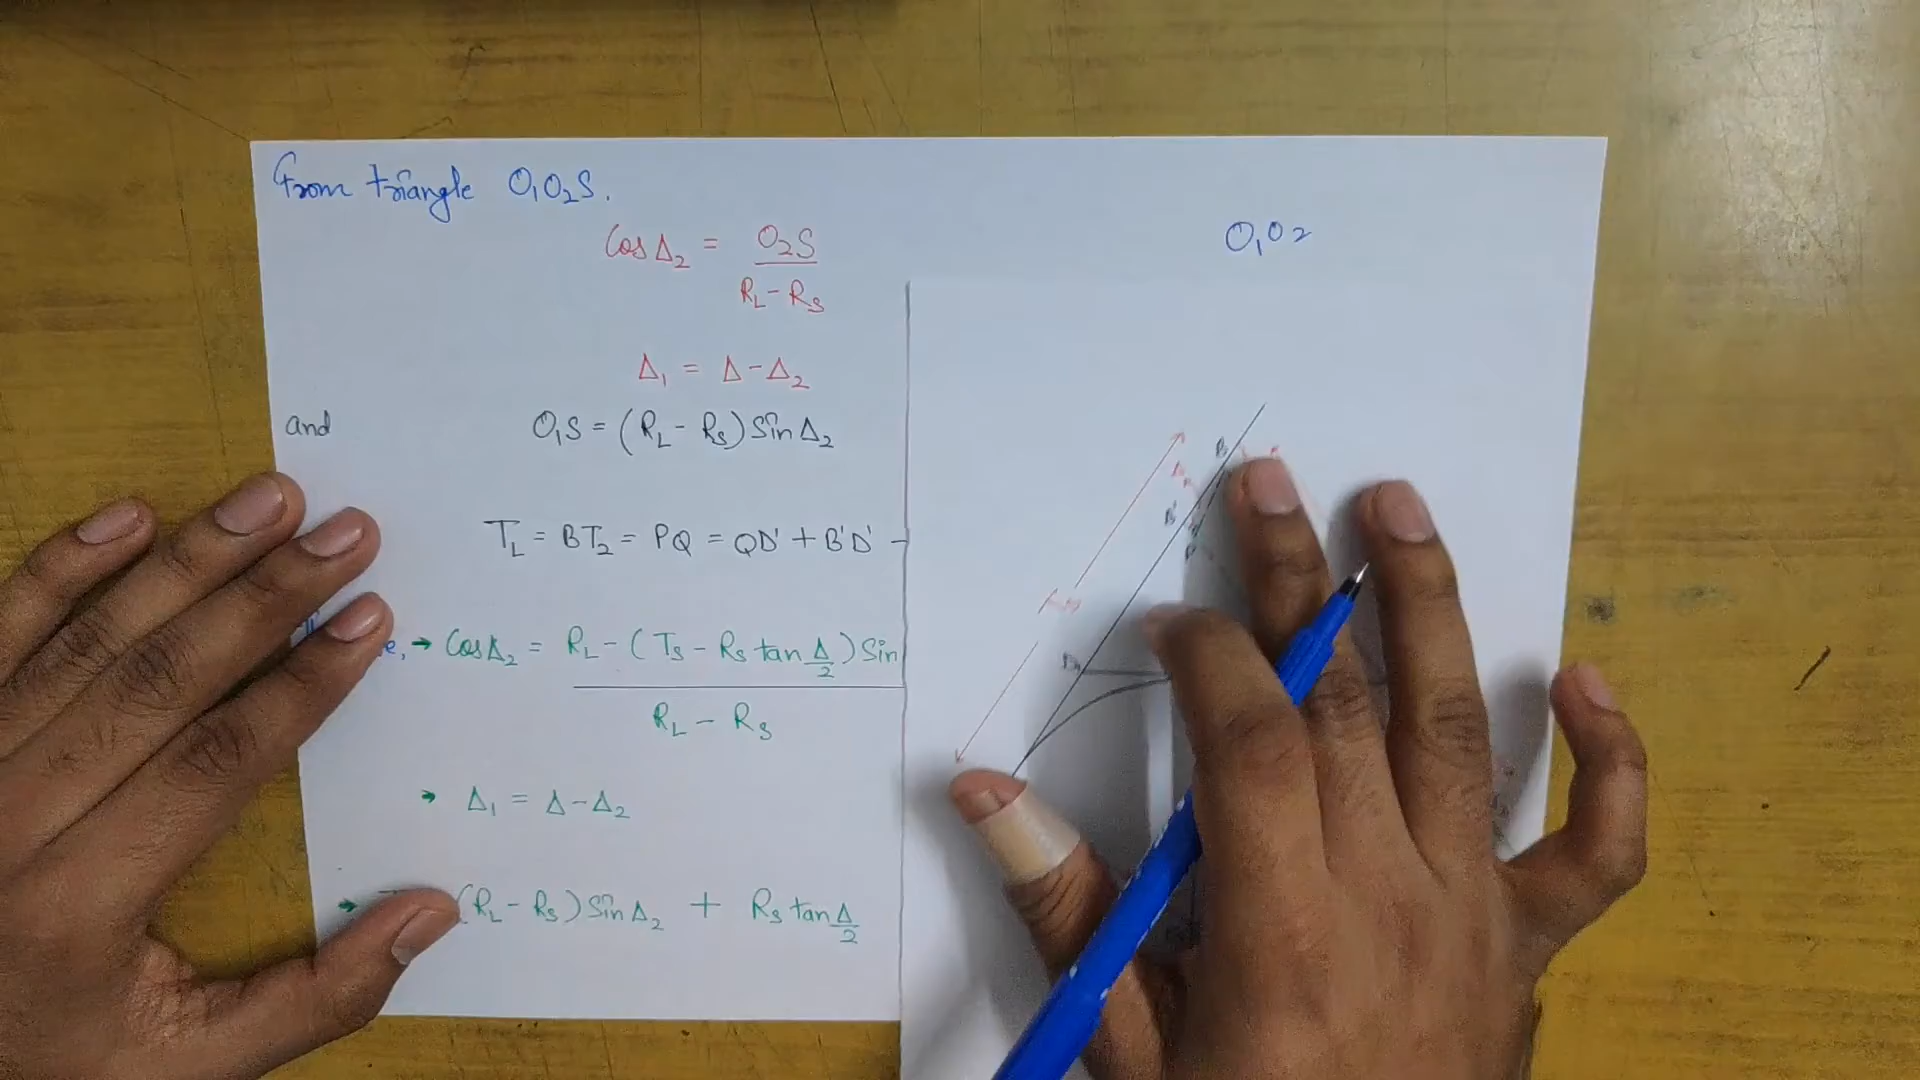 From triangle O₁O₂S.
Cos Δ₂ = O₂S / R_L - R_S
O₁O₂
Δ₁ = Δ - Δ₂
and O₁S = (R_L - R_S) Sin Δ₂
T_L = BT₂ = PQ = QD' + B'D' -
e, → Cos Δ₂ = R_L - (T_S - R_S tan Δ/2) Sin / R_L - R_S
→ Δ₁ = Δ - Δ₂
→ (R_L - R_S) Sin Δ₂ + R_S tan Δ/2
B
B'